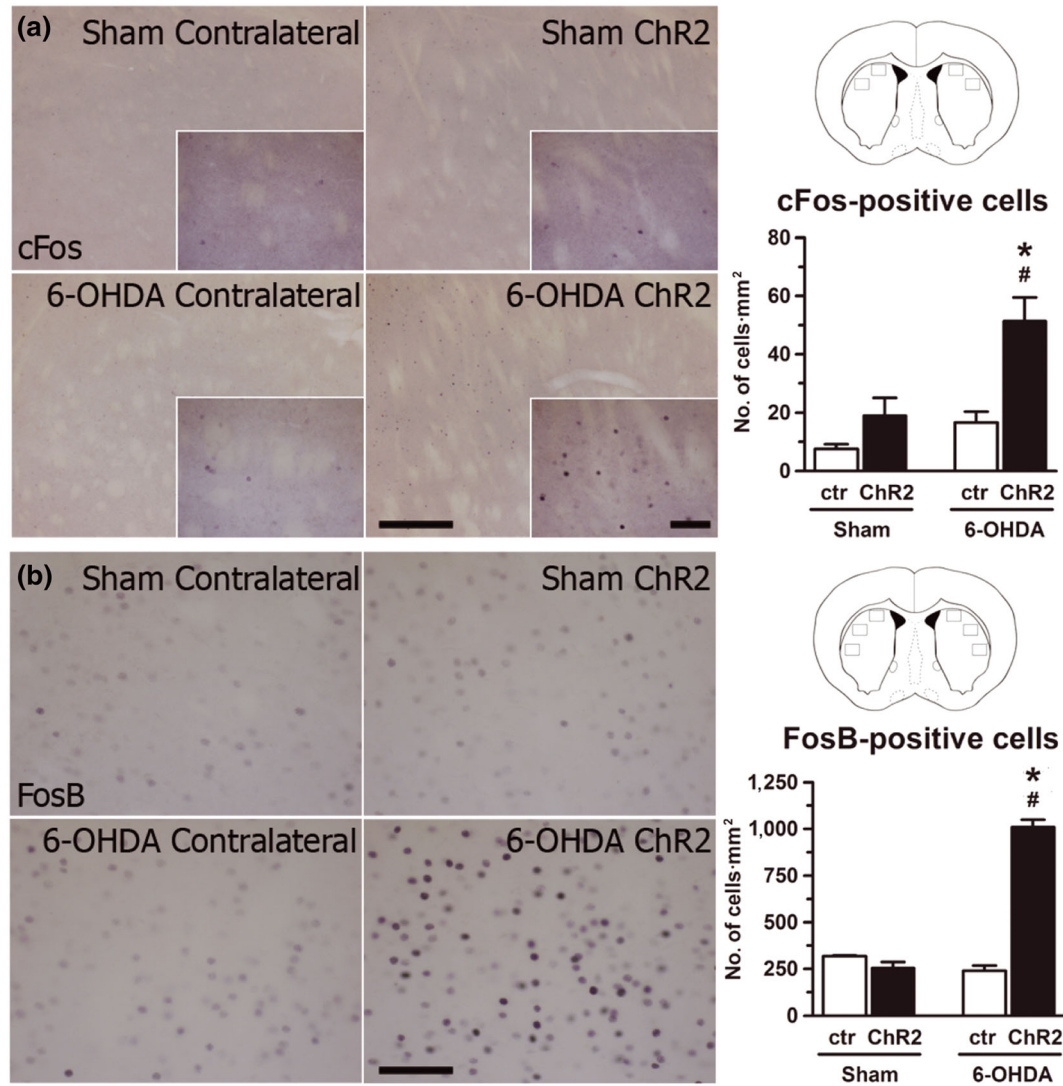 (a)
Sham Contralateral
Sham ChR2
cFos
6-OHDA Contralateral
6-OHDA ChR2
cFos-positive cells
No. of cells·mm²
80
60
40
20
0
*
#
ctr ChR2 ctr ChR2
Sham 6-OHDA
(b)
Sham Contralateral
Sham ChR2
FosB
6-OHDA Contralateral
6-OHDA ChR2
FosB-positive cells
No. of cells·mm²
1,250
1,000
750
500
250
0
*
#
ctr ChR2 ctr ChR2
Sham 6-OHDA